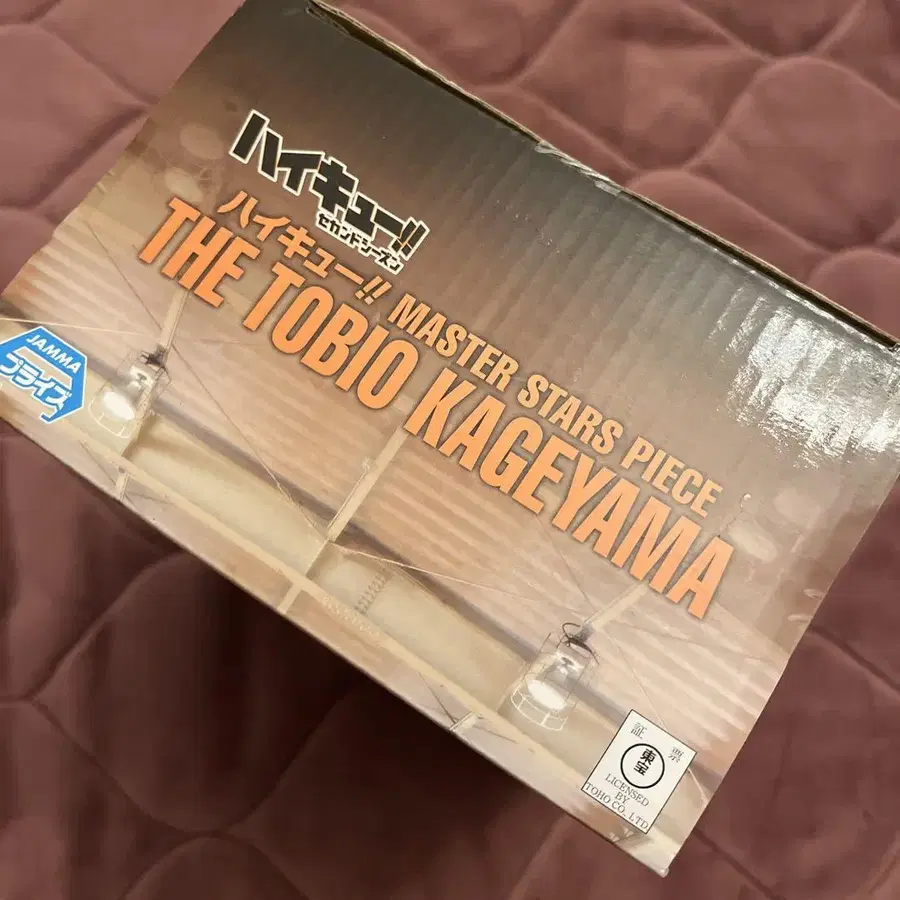 ハイキュー!!
セカンドシーズン
ハイキュー!! MASTER STARS PIECE
THE TOBIO KAGEYAMA
JAMMA
プライズ
証票
東宝
LICENSED
BY
TOHO CO., LTD.